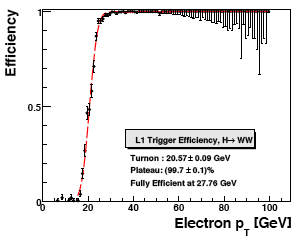 Efficiency
1
0.5
0
L1 Trigger Efficiency, H→ WW
Turnon : 20.57± 0.09 GeV
Plateau: (99.7 ± 0.1)%
Fully Efficient at 27.76 GeV
0 20 40 60 80 100
Electron pT [GeV]